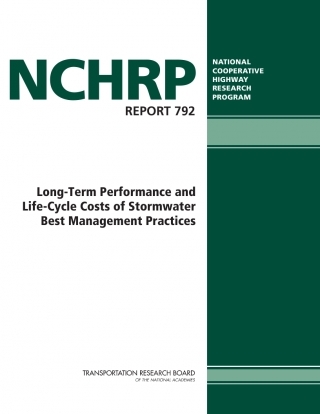 NCHRP
REPORT 792
NATIONAL
COOPERATIVE
HIGHWAY
RESEARCH
PROGRAM
Long-Term Performance and
Life-Cycle Costs of Stormwater
Best Management Practices
TRANSPORTATION RESEARCH BOARD
OF THE NATIONAL ACADEMIES